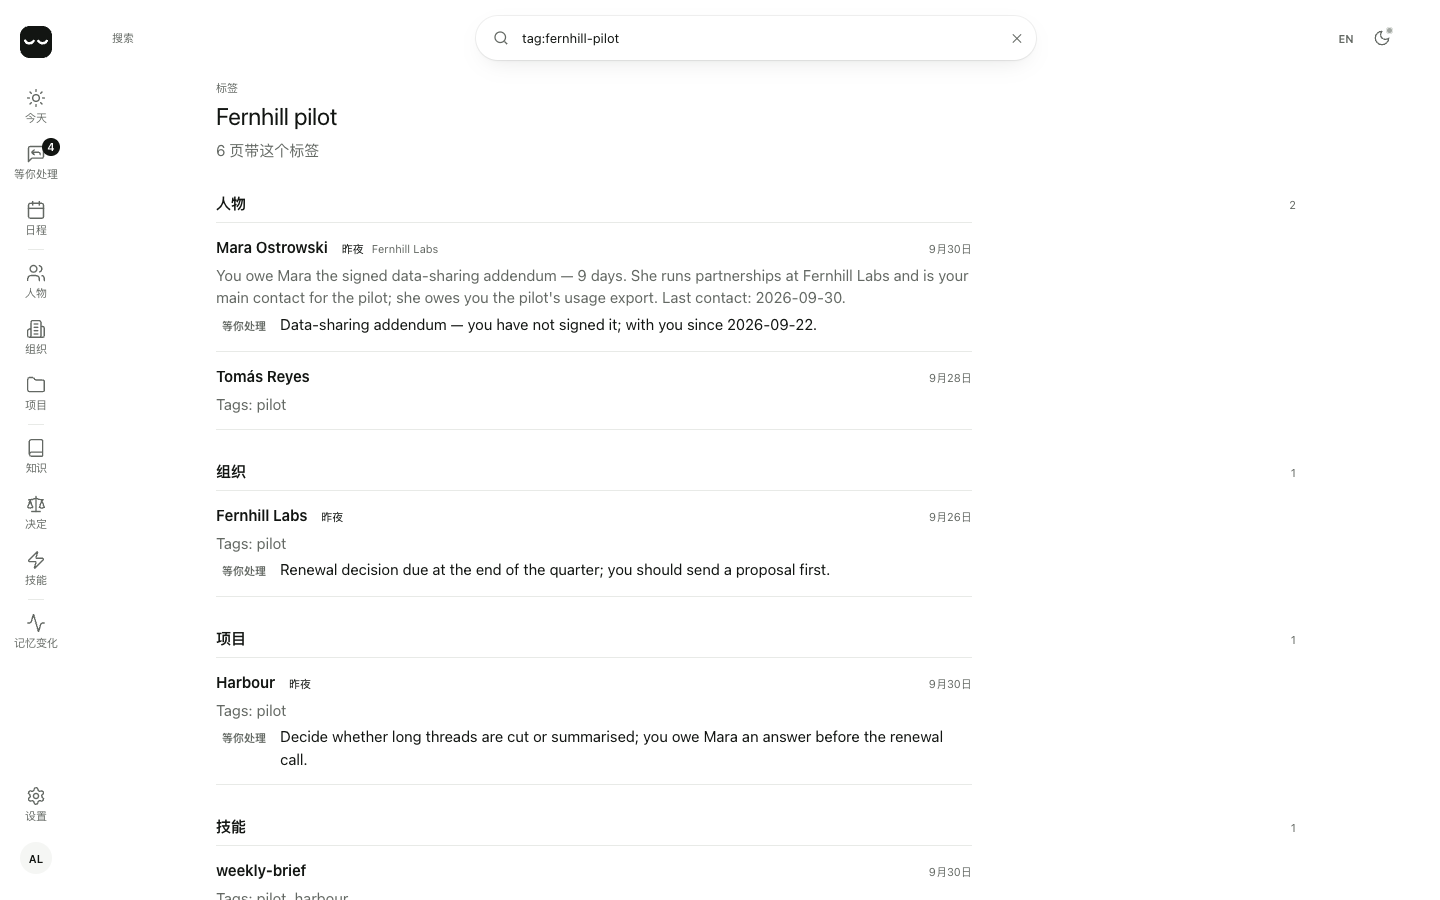 搜索
tag:fernhill-pilot
EN
今天
4
等你处理
日程
人物
组织
项目
知识
决定
技能
记忆变化
设置
AL
标签
Fernhill pilot
6 页带这个标签
人物
2
Mara Ostrowski 昨夜 Fernhill Labs 9月30日
You owe Mara the signed data-sharing addendum — 9 days. She runs partnerships at Fernhill Labs and is your
main contact for the pilot; she owes you the pilot's usage export. Last contact: 2026-09-30.
等你处理 Data-sharing addendum — you have not signed it; with you since 2026-09-22.
Tomás Reyes 9月28日
Tags: pilot
组织
1
Fernhill Labs 昨夜 9月26日
Tags: pilot
等你处理 Renewal decision due at the end of the quarter; you should send a proposal first.
项目
1
Harbour 昨夜 9月30日
Tags: pilot
等你处理 Decide whether long threads are cut or summarised; you owe Mara an answer before the renewal
call.
技能
1
weekly-brief 9月30日
Tags: pilot, harbour